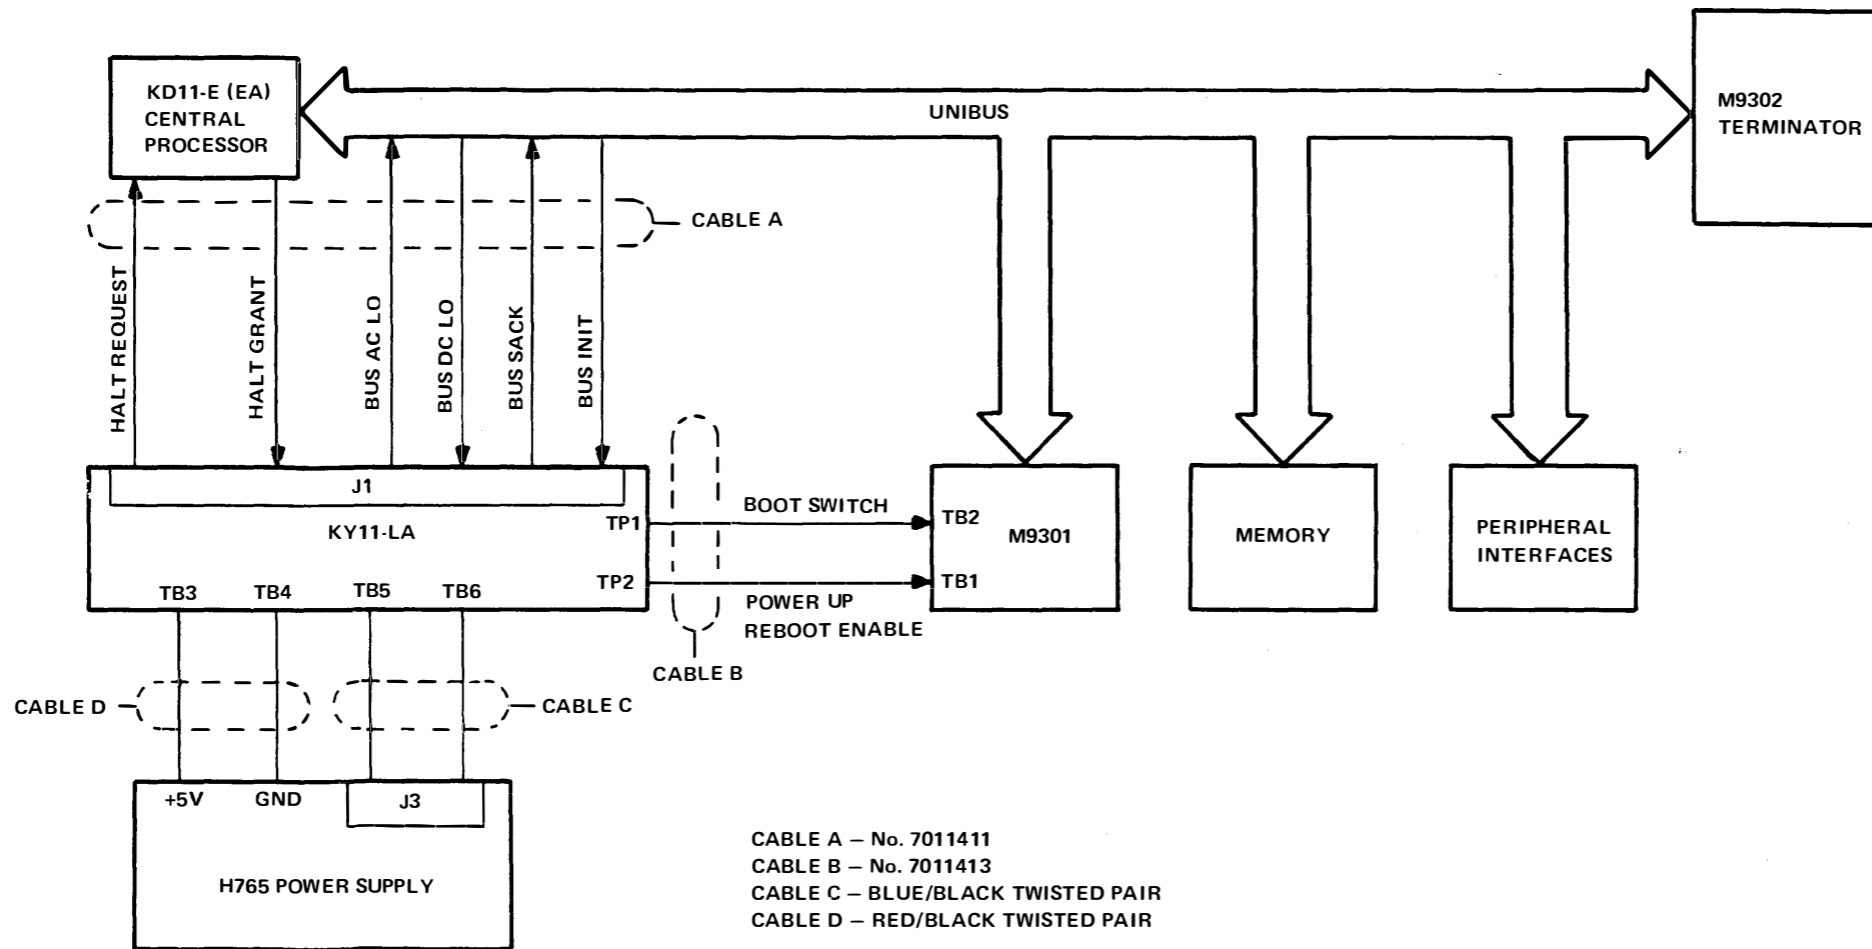 KD11-E (EA)
CENTRAL
PROCESSOR
UNIBUS
M9302
TERMINATOR
CABLE A
HALT REQUEST
HALT GRANT
BUS AC LO
BUS DC LO
BUS SACK
BUS INIT
J1
KY11-LA
TP1
TP2
TB3
TB4
TB5
TB6
BOOT SWITCH
POWER UP
REBOOT ENABLE
TB2
TB1
M9301
MEMORY
PERIPHERAL
INTERFACES
CABLE B
CABLE D
CABLE C
+5V
GND
J3
H765 POWER SUPPLY
CABLE A – No. 7011411
CABLE B – No. 7011413
CABLE C – BLUE/BLACK TWISTED PAIR
CABLE D – RED/BLACK TWISTED PAIR